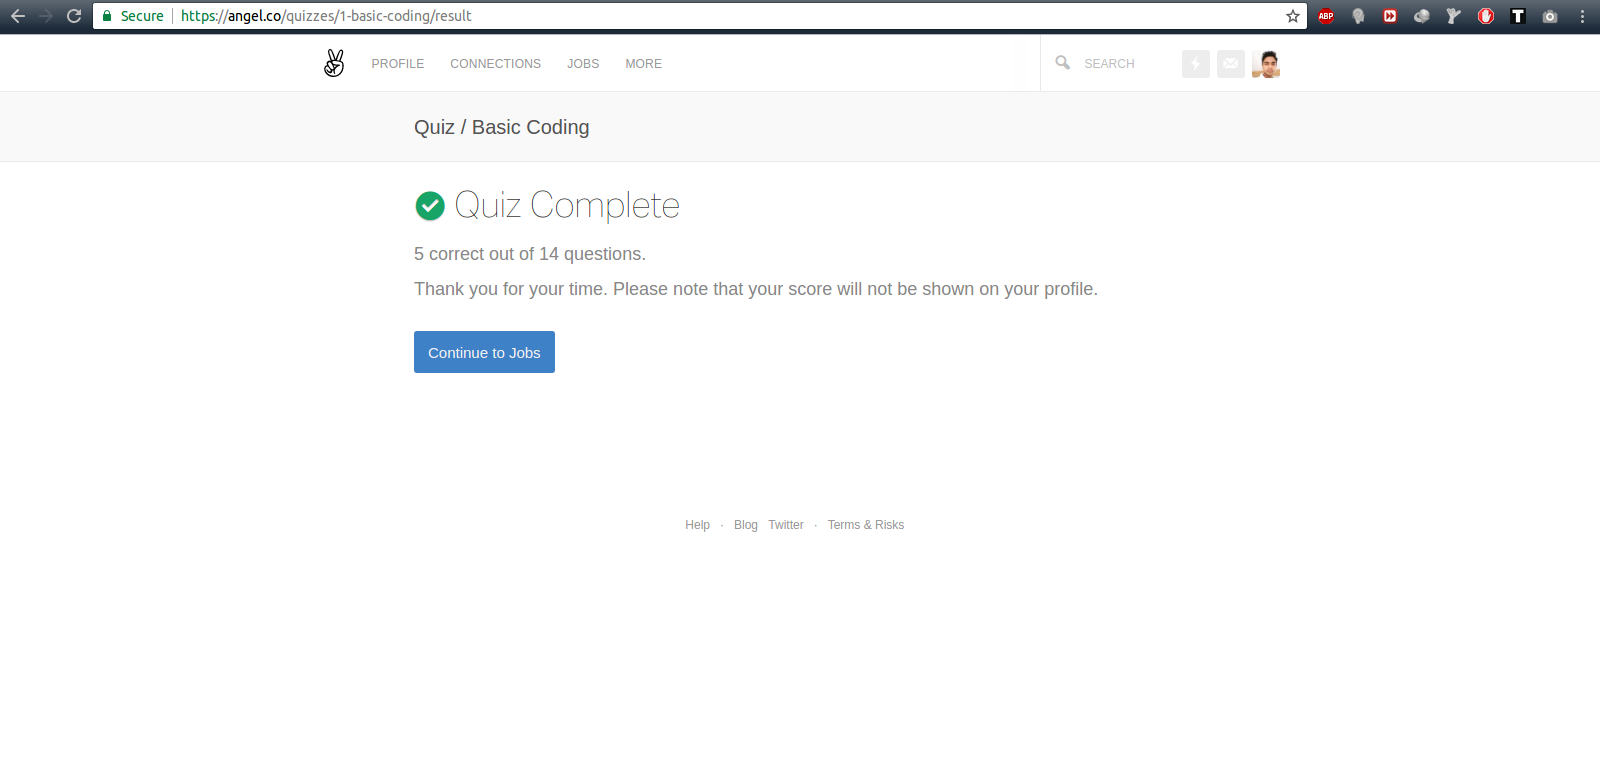 Secure https://angel.co/quizzes/1-basic-coding/result ABP T
PROFILE CONNECTIONS JOBS MORE SEARCH
Quiz / Basic Coding
Quiz Complete
5 correct out of 14 questions.
Thank you for your time. Please note that your score will not be shown on your profile.
Continue to Jobs
Help · Blog Twitter · Terms & Risks